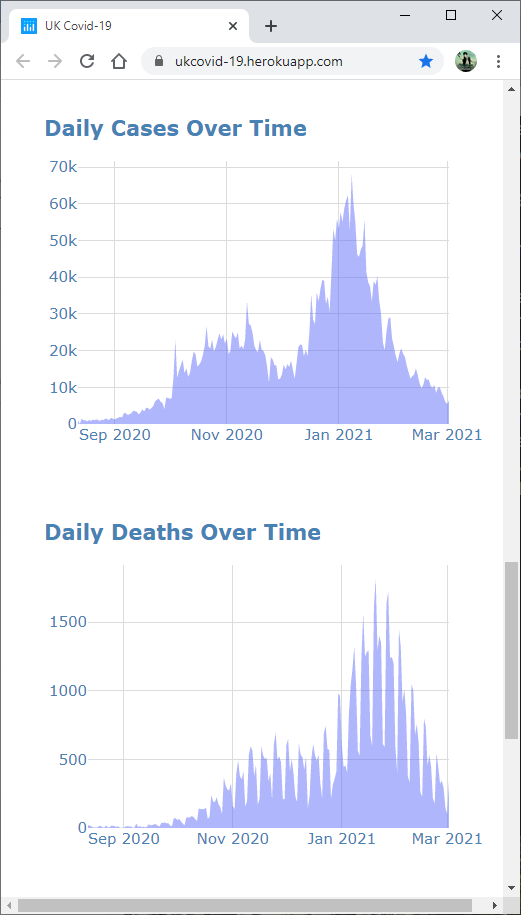 UK Covid-19
ukcovid-19.herokuapp.com
Daily Cases Over Time
70k
60k
50k
40k
30k
20k
10k
0
Sep 2020 Nov 2020 Jan 2021 Mar 2021
Daily Deaths Over Time
1500
1000
500
0
Sep 2020 Nov 2020 Jan 2021 Mar 2021